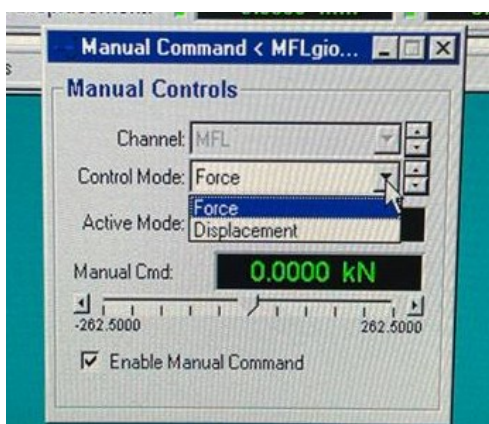 Manual Command < MFLgio...
Manual Controls
Channel: MFL
Control Mode: Force
Force
Active Mode:
Displacement
Manual Cmd: 0.0000 kN
-262.5000 262.5000
Enable Manual Command